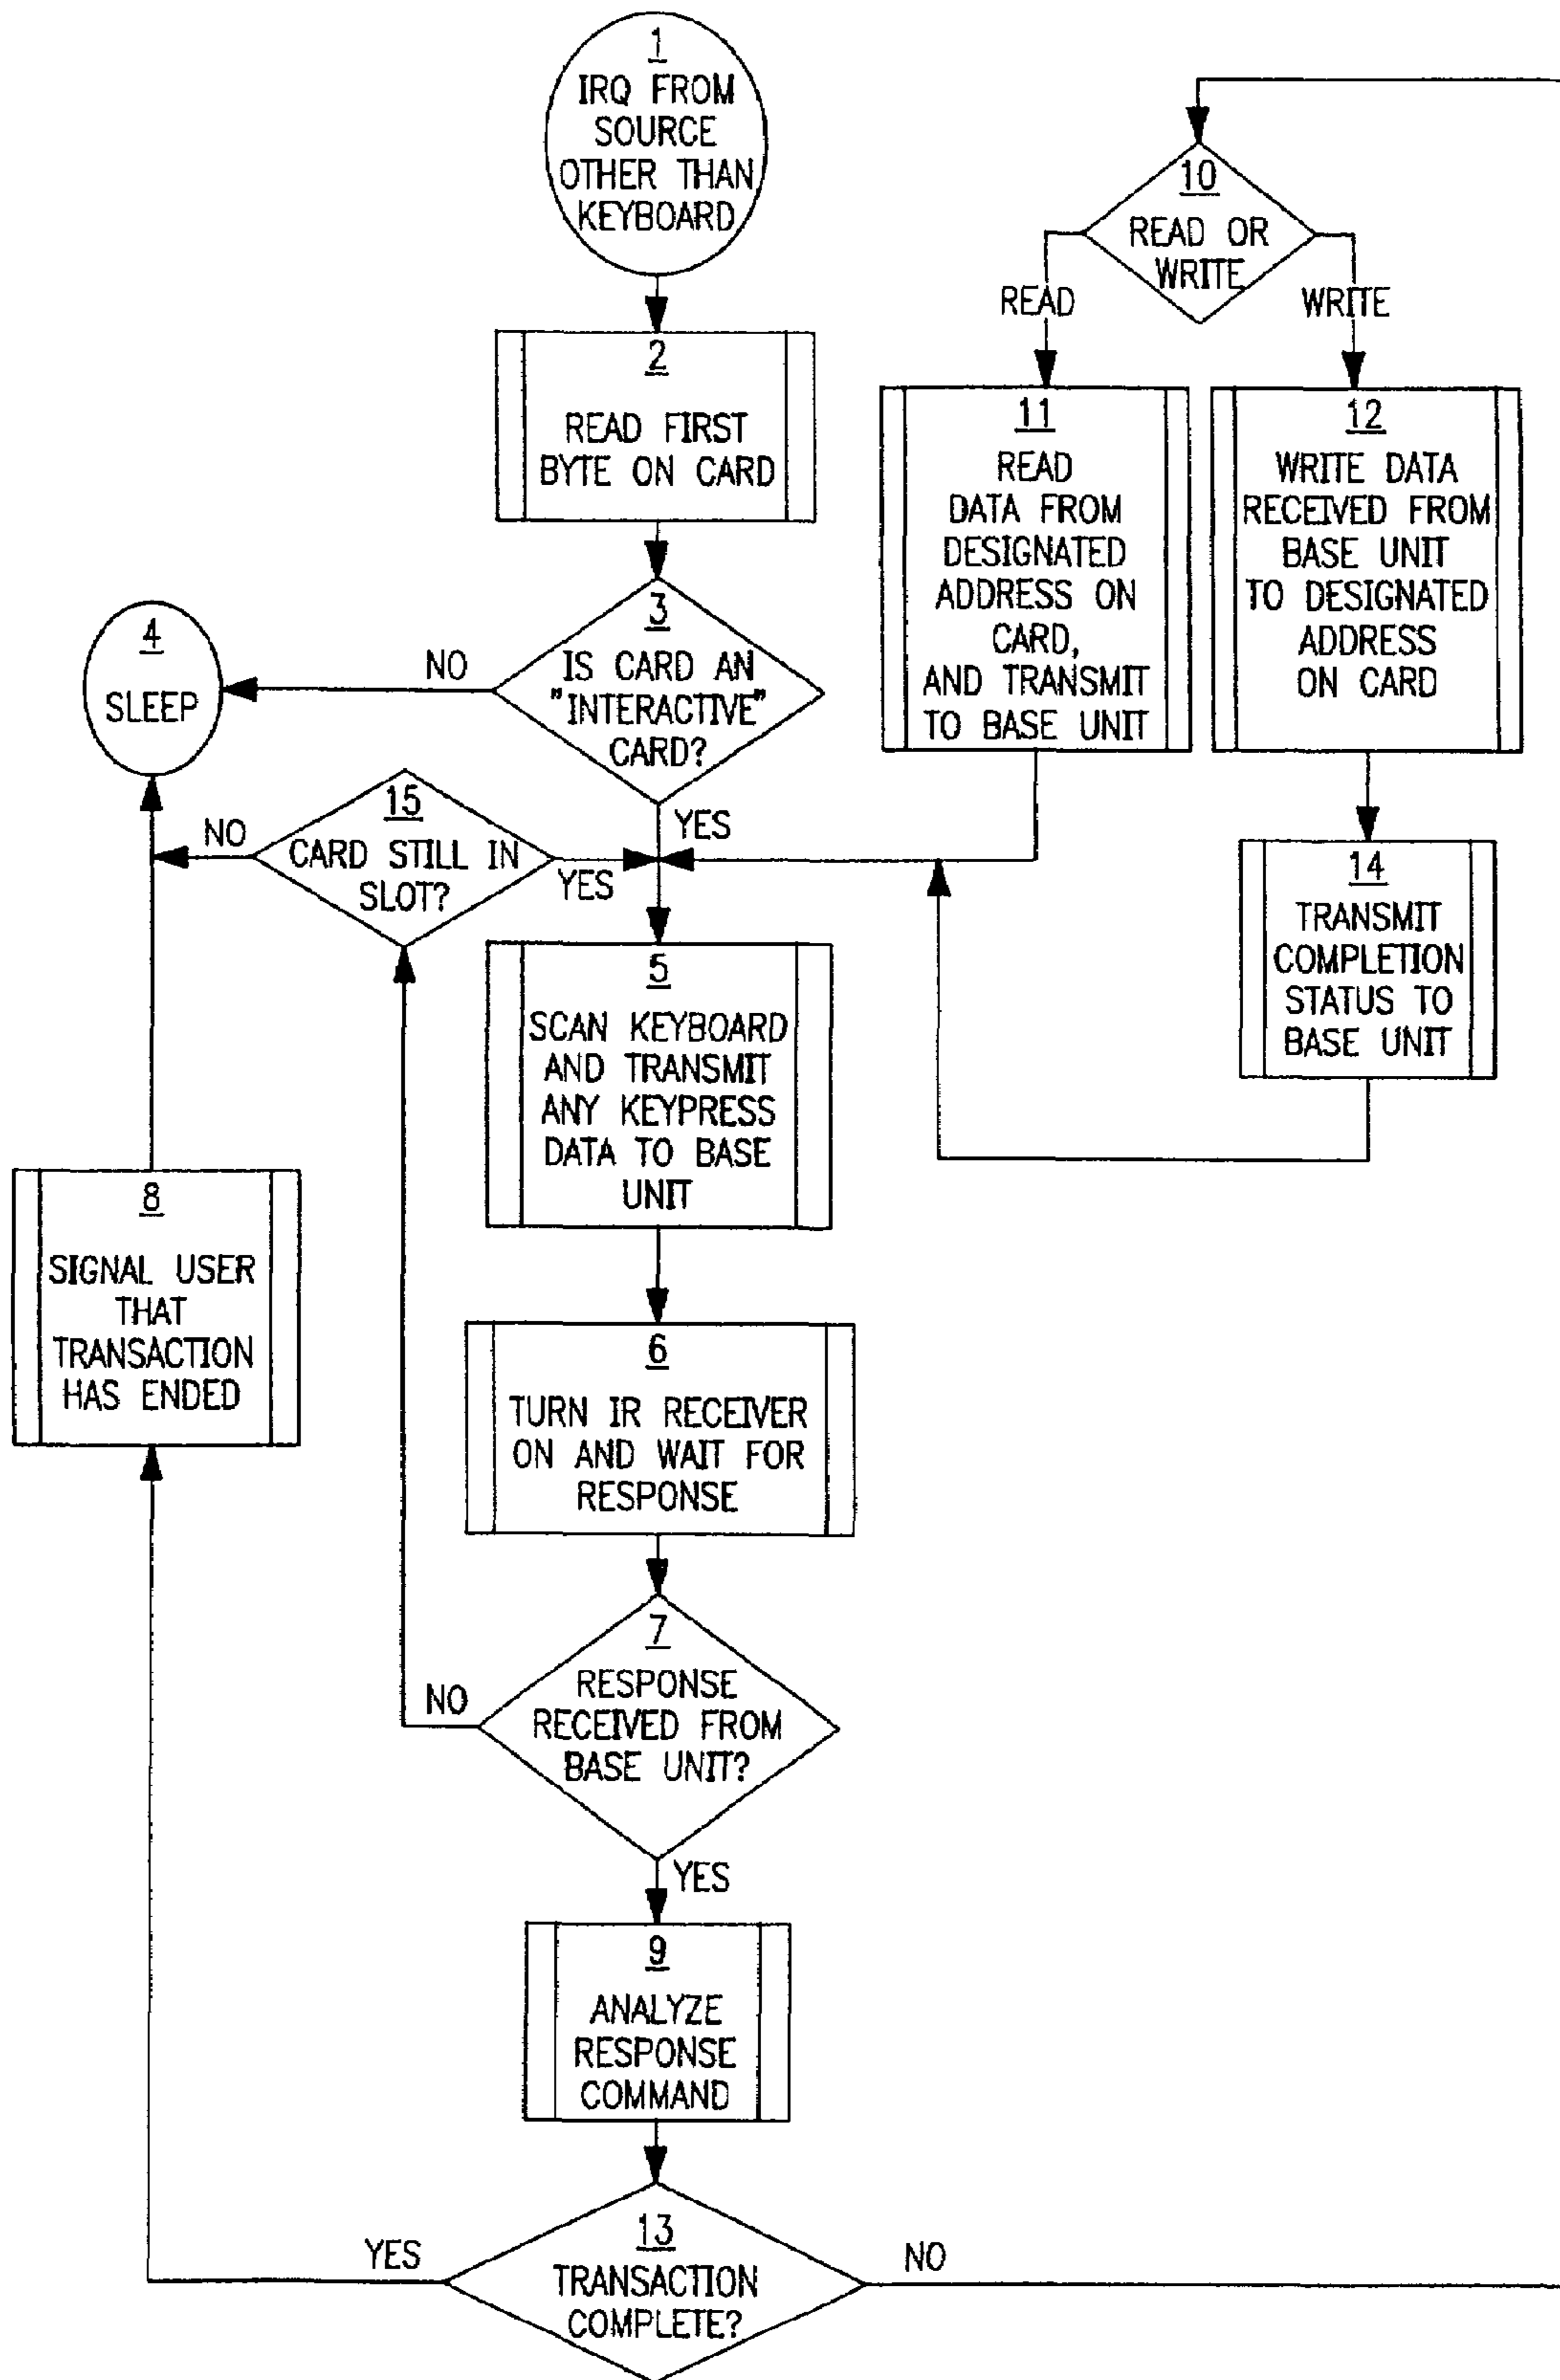 1
IRQ FROM
SOURCE
OTHER THAN
KEYBOARD
2
READ FIRST
BYTE ON CARD
3
IS CARD AN
"INTERACTIVE"
CARD?
NO
YES
4
SLEEP
15
CARD STILL IN
SLOT?
NO
YES
5
SCAN KEYBOARD
AND TRANSMIT
ANY KEYPRESS
DATA TO BASE
UNIT
6
TURN IR RECEIVER
ON AND WAIT FOR
RESPONSE
7
RESPONSE
RECEIVED FROM
BASE UNIT?
NO
YES
8
SIGNAL USER
THAT
TRANSACTION
HAS ENDED
9
ANALYZE
RESPONSE
COMMAND
13
TRANSACTION
COMPLETE?
YES
NO
10
READ OR
WRITE
READ
WRITE
11
READ
DATA FROM
DESIGNATED
ADDRESS ON
CARD,
AND TRANSMIT
TO BASE UNIT
12
WRITE DATA
RECEIVED FROM
BASE UNIT
TO DESIGNATED
ADDRESS
ON CARD
14
TRANSMIT
COMPLETION
STATUS TO
BASE UNIT